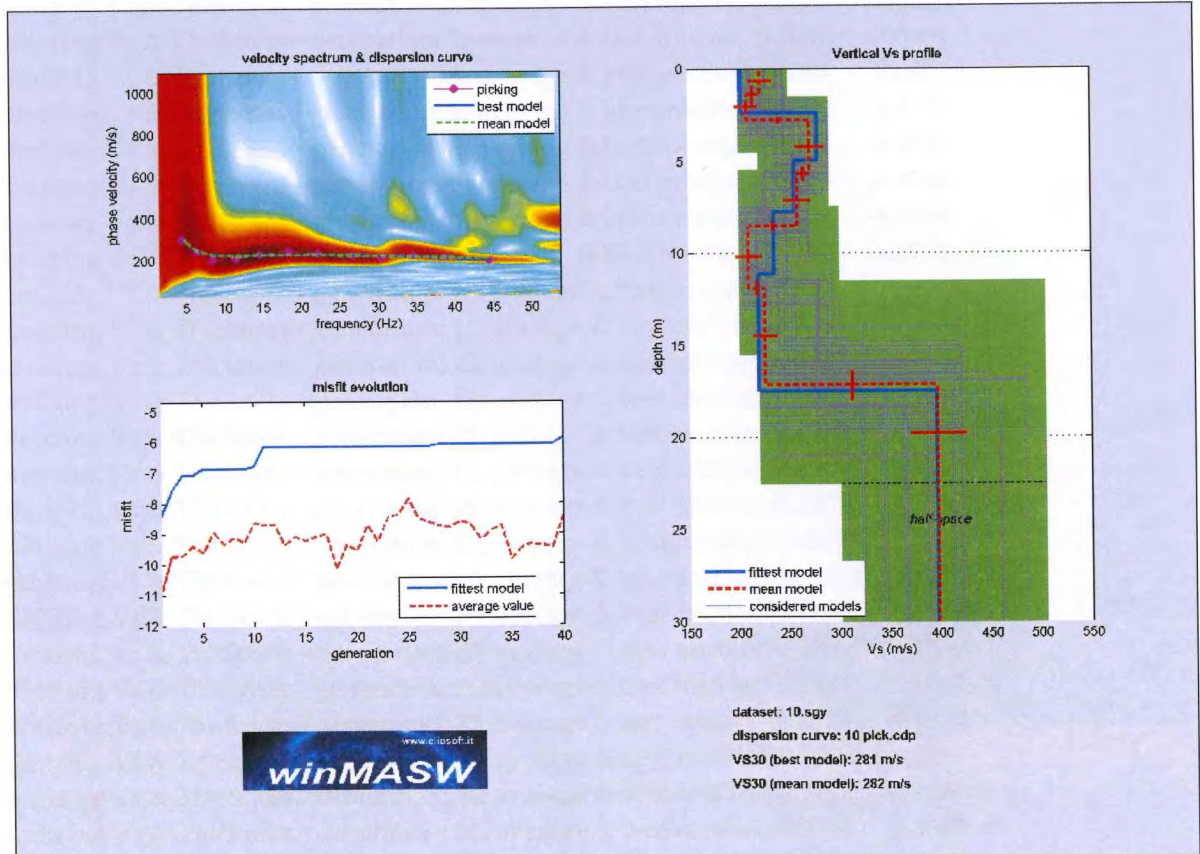 velocity spectrum & dispersion curve
1000
800
600
400
200
phase velocity (m/s)
picking
best model
mean model
5
10
15
20
25
30
35
40
45
50
frequency (Hz)
misfit evolution
-5
-6
-7
-8
-9
-10
-11
-12
misfit
fittest model
average value
5
10
15
20
25
30
35
40
generation
www.eliosoft.it
winMASW
Vertical Vs profile
0
5
10
15
20
25
30
depth (m)
half-space
fittest model
mean model
considered models
150
200
250
300
350
400
450
500
550
Vs (m/s)
dataset: 10.sgy
dispersion curve: 10 pick.cdp
VS30 (best model): 281 m/s
VS30 (mean model): 282 m/s